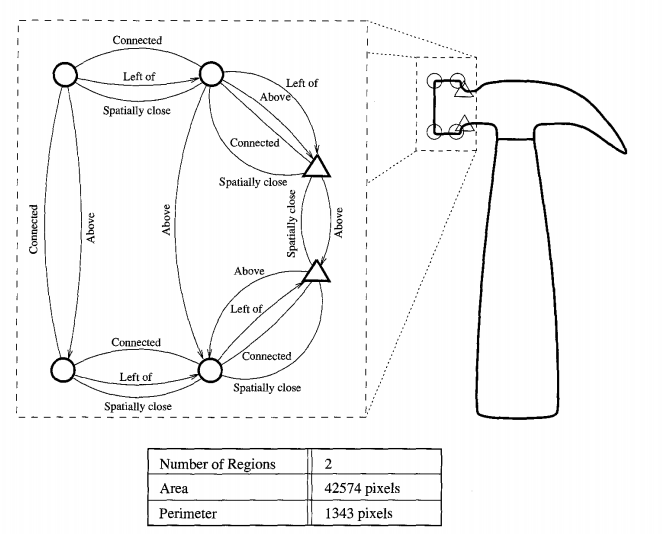 Connected
Left of
Spatially close
Left of
Above
Connected
Spatially close
Connected
Above
Above
Spatially close
Above
Above
Left of
Connected
Spatially close
Connected
Left of
Spatially close
Number of Regions 2
Area 42574 pixels
Perimeter 1343 pixels